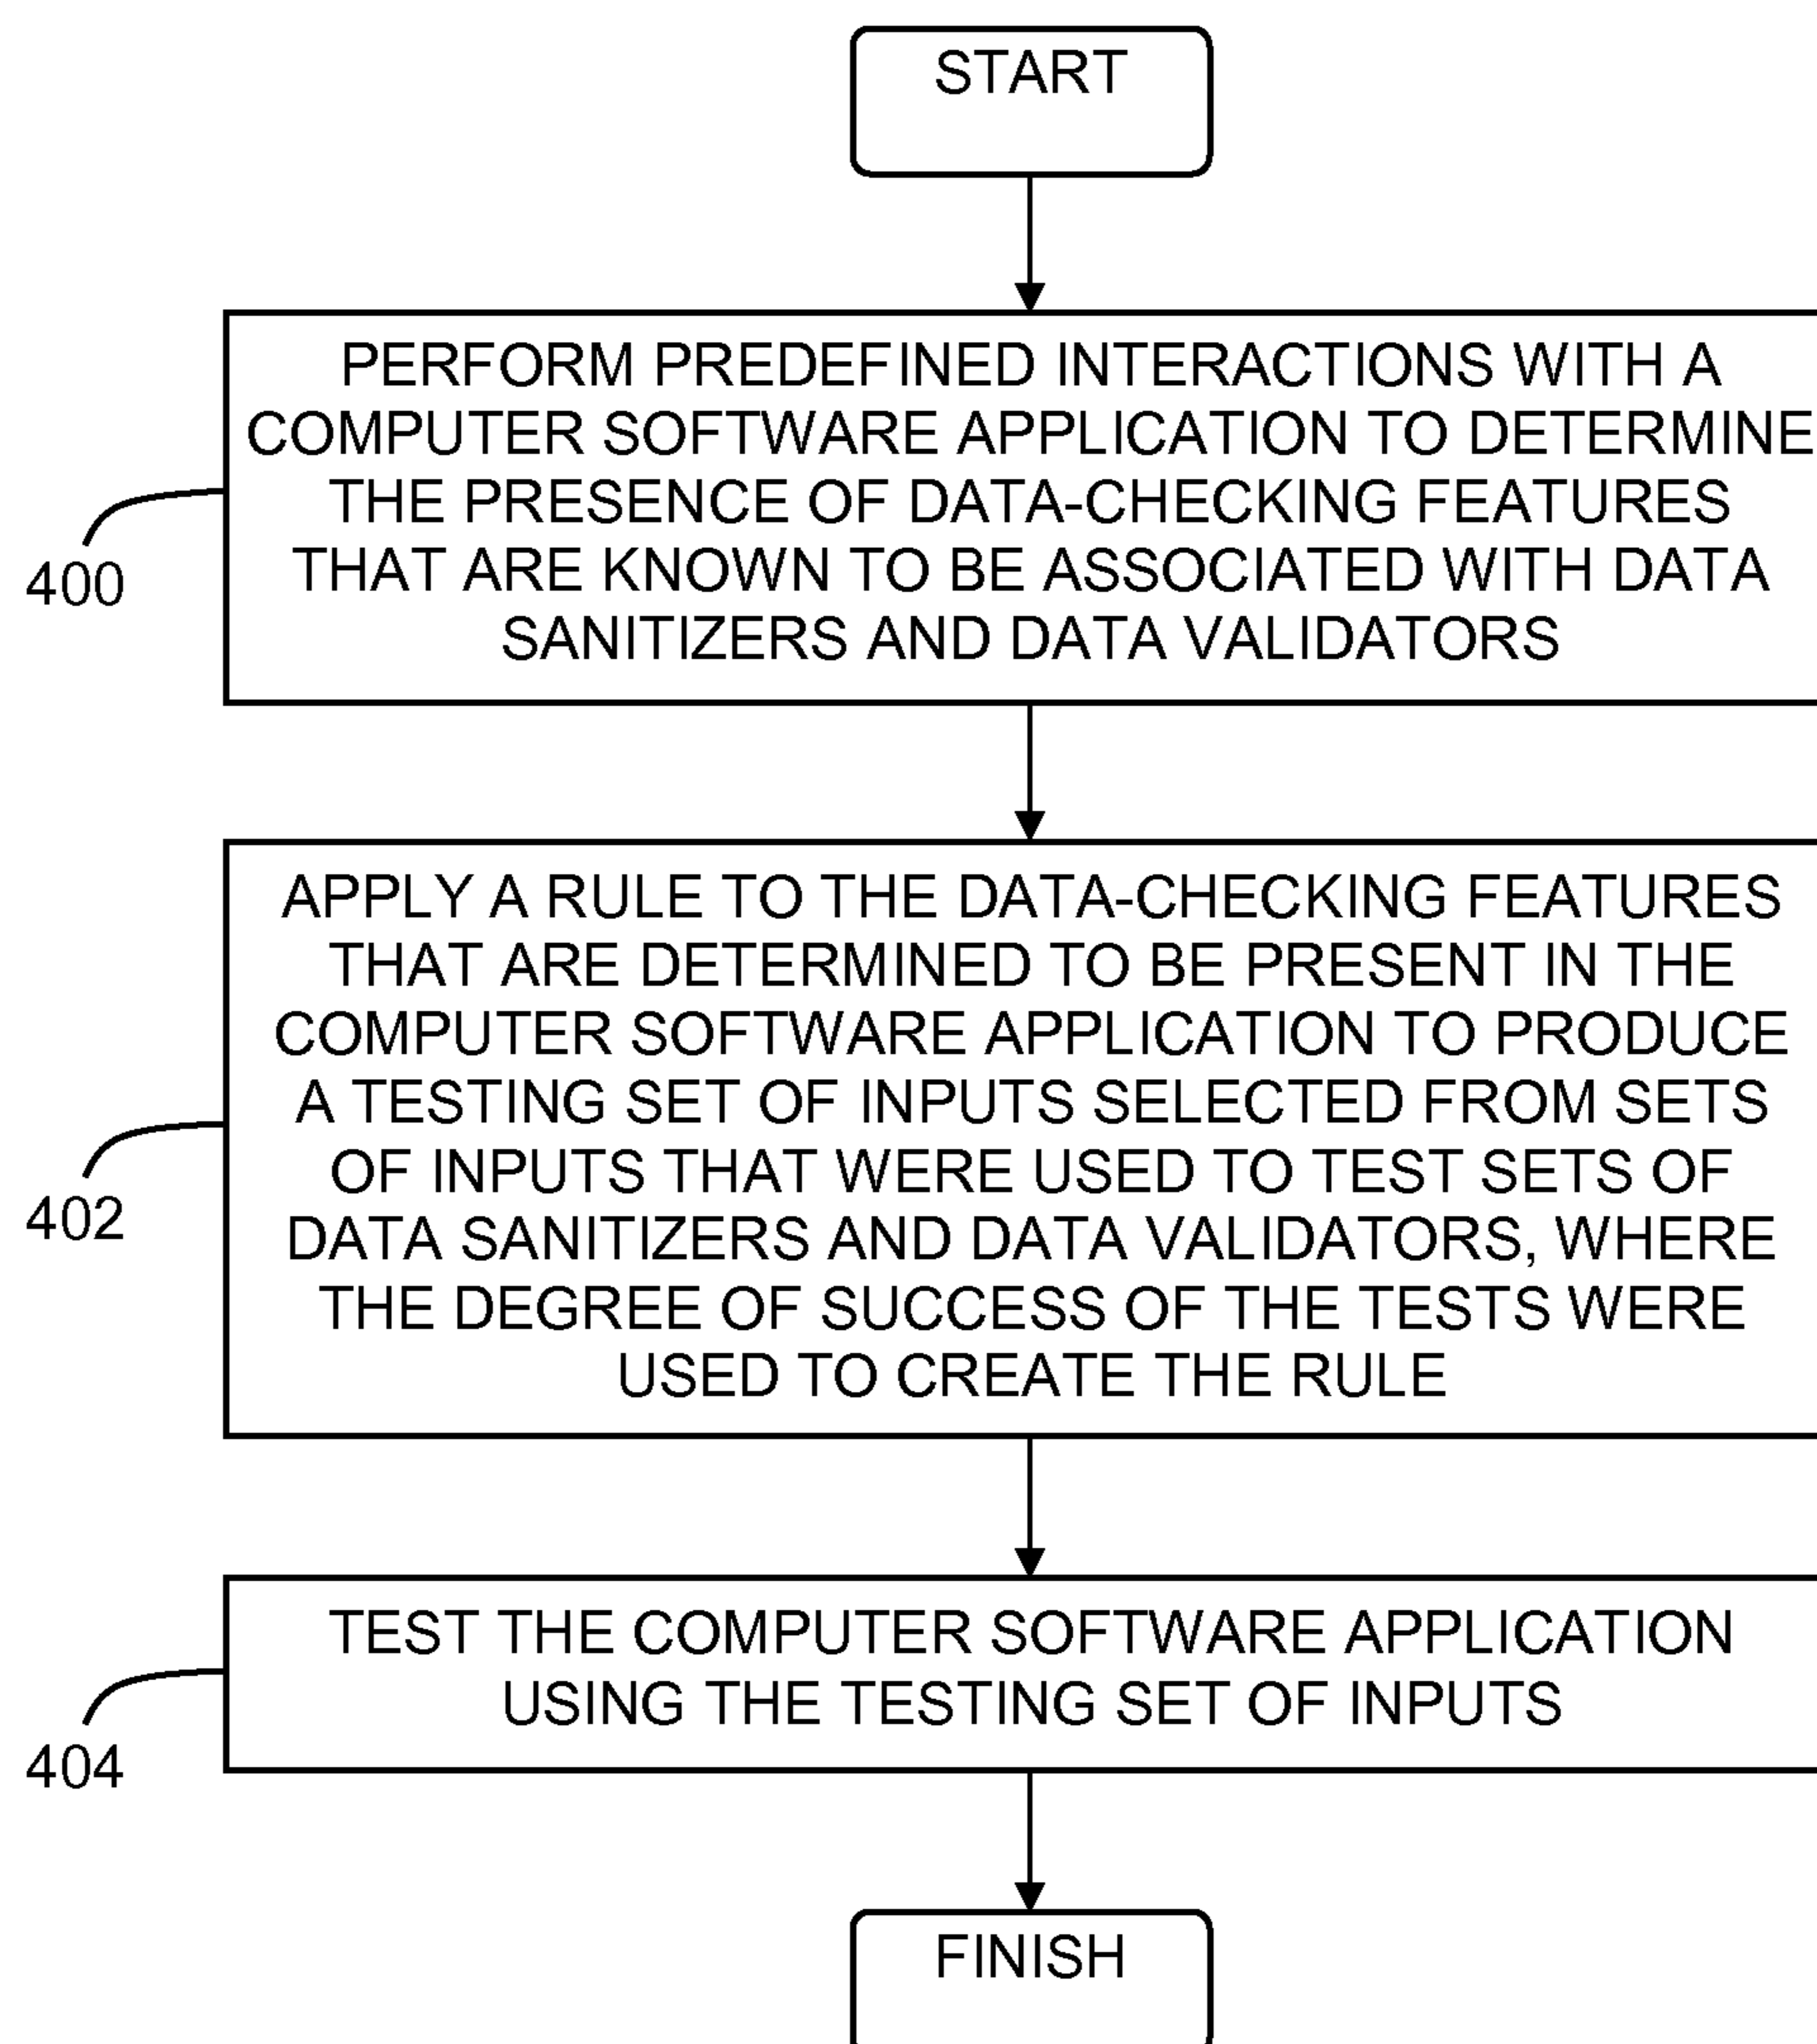 START
PERFORM PREDEFINED INTERACTIONS WITH A
COMPUTER SOFTWARE APPLICATION TO DETERMINE
THE PRESENCE OF DATA-CHECKING FEATURES
THAT ARE KNOWN TO BE ASSOCIATED WITH DATA
SANITIZERS AND DATA VALIDATORS
400
APPLY A RULE TO THE DATA-CHECKING FEATURES
THAT ARE DETERMINED TO BE PRESENT IN THE
COMPUTER SOFTWARE APPLICATION TO PRODUCE
A TESTING SET OF INPUTS SELECTED FROM SETS
OF INPUTS THAT WERE USED TO TEST SETS OF
DATA SANITIZERS AND DATA VALIDATORS, WHERE
THE DEGREE OF SUCCESS OF THE TESTS WERE
USED TO CREATE THE RULE
402
TEST THE COMPUTER SOFTWARE APPLICATION
USING THE TESTING SET OF INPUTS
404
FINISH